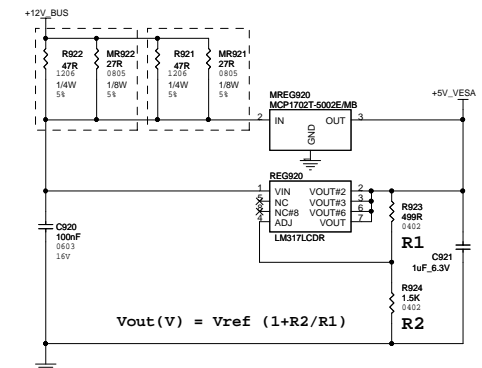 +12V_BUS
R922
47R
1206
1/4W
5%
MR922
27R
0805
1/8W
5%
R921
47R
1206
1/4W
5%
MR921
27R
0805
1/8W
5%
MREG920
MCP1702T-5002E/MB
2 IN OUT 3
GND
+5V_VESA
REG920
1 VIN VOUT#2 2
5 NC VOUT#3 3
8 NC#8 VOUT#6 6
4 ADJ VOUT 7
LM317LCDR
R923
499R
0402
R1
C920
100nF
0603
16V
C921
1uF_6.3V
R924
1.5K
0402
R2
Vout(V) = Vref (1+R2/R1)